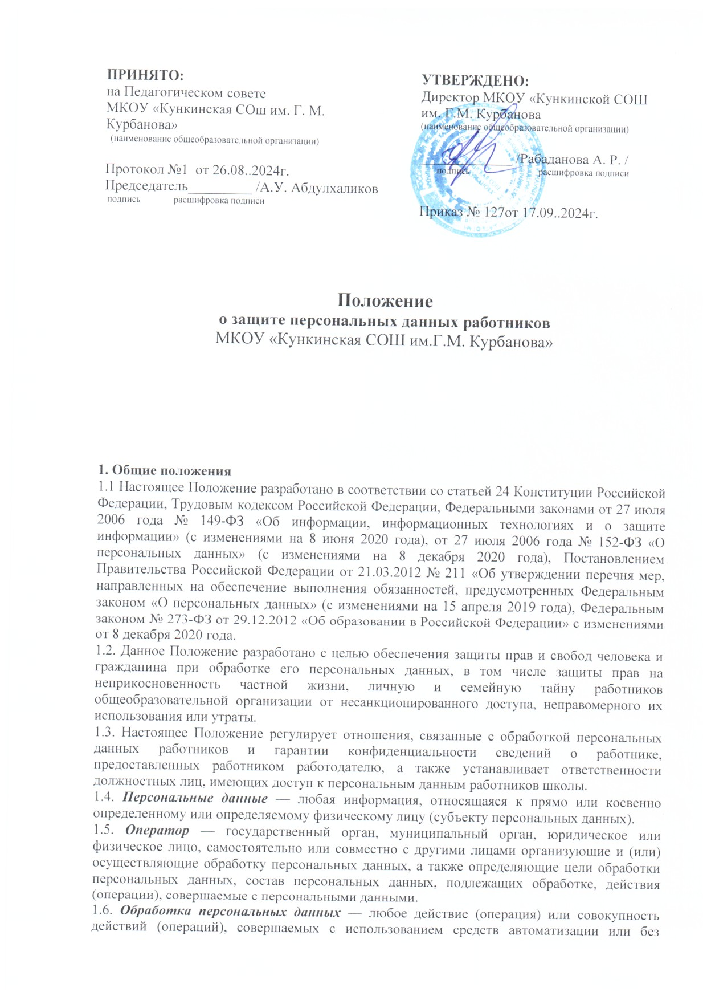 ПРИНЯТО:
на Педагогическом совете
МКОУ «Кункинская СОш им. Г. М.
Курбанова»
(наименование общеобразовательной организации)
Протокол №1 от 26.08..2024г.
Председатель_________ /А.У. Абдулхаликов
подпись расшифровка подписи
УТВЕРЖДЕНО:
Директор МКОУ «Кункинской СОШ
им. Г.М. Курбанова
(наименование общеобразовательной организации)
_____________ /Рабаданова А. Р. /
подпись расшифровка подписи
Приказ № 127от 17.09..2024г.
Положение
о защите персональных данных работников
МКОУ «Кункинская СОШ им.Г.М. Курбанова»
1. Общие положения
1.1 Настоящее Положение разработано в соответствии со статьей 24 Конституции Российской
Федерации, Трудовым кодексом Российской Федерации, Федеральными законами от 27 июля
2006 года № 149-ФЗ «Об информации, информационных технологиях и о защите
информации» (с изменениями на 8 июня 2020 года), от 27 июля 2006 года № 152-ФЗ «О
персональных данных» (с изменениями на 8 декабря 2020 года), Постановлением
Правительства Российской Федерации от 21.03.2012 № 211 «Об утверждении перечня мер,
направленных на обеспечение выполнения обязанностей, предусмотренных Федеральным
законом «О персональных данных» (с изменениями на 15 апреля 2019 года), Федеральным
законом № 273-ФЗ от 29.12.2012 «Об образовании в Российской Федерации» с изменениями
от 8 декабря 2020 года.
1.2. Данное Положение разработано с целью обеспечения защиты прав и свобод человека и
гражданина при обработке его персональных данных, в том числе защиты прав на
неприкосновенность частной жизни, личную и семейную тайну работников
общеобразовательной организации от несанкционированного доступа, неправомерного их
использования или утраты.
1.3. Настоящее Положение регулирует отношения, связанные с обработкой персональных
данных работников и гарантии конфиденциальности сведений о работнике,
предоставленных работником работодателю, а также устанавливает ответственности
должностных лиц, имеющих доступ к персональным данным работников школы.
1.4. Персональные данные — любая информация, относящаяся к прямо или косвенно
определенному или определяемому физическому лицу (субъекту персональных данных).
1.5. Оператор — государственный орган, муниципальный орган, юридическое или
физическое лицо, самостоятельно или совместно с другими лицами организующие и (или)
осуществляющие обработку персональных данных, а также определяющие цели обработки
персональных данных, состав персональных данных, подлежащих обработке, действия
(операции), совершаемые с персональными данными.
1.6. Обработка персональных данных — любое действие (операция) или совокупность
действий (операций), совершаемых с использованием средств автоматизации или без